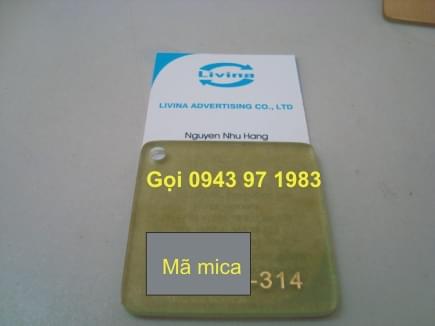 Livina
LIVINA ADVERTISING CO., LTD
Nguyen Nhu Hang
Gọi 0943 97 1983
Mã mica
-314